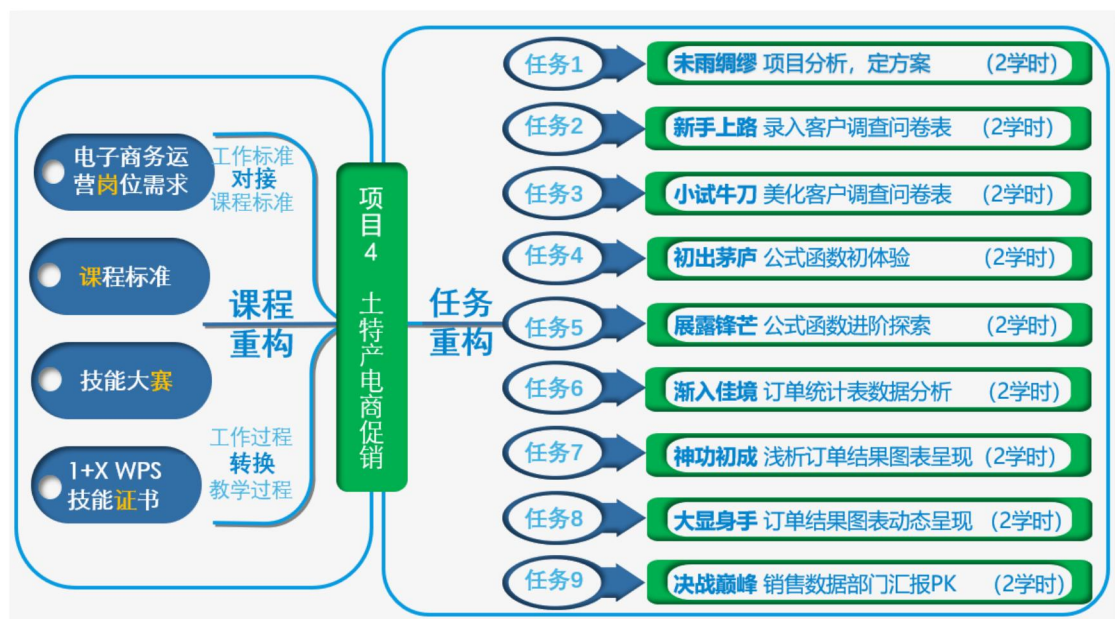 电子商务运
营岗位需求
课程标准
技能大赛
1+X WPS
技能证书
工作标准
对接
课程标准
课程
重构
工作过程
转换
教学过程
项目4 土特产电商促销
任务
重构
任务1 未雨绸缪 项目分析，定方案 (2学时)
任务2 新手上路 录入客户调查问卷表 (2学时)
任务3 小试牛刀 美化客户调查问卷表 (2学时)
任务4 初出茅庐 公式函数初体验 (2学时)
任务5 展露锋芒 公式函数进阶探索 (2学时)
任务6 渐入佳境 订单统计表数据分析 (2学时)
任务7 神功初成 浅析订单结果图表呈现 (2学时)
任务8 大显身手 订单结果图表动态呈现 (2学时)
任务9 决战巅峰 销售数据部门汇报PK (2学时)